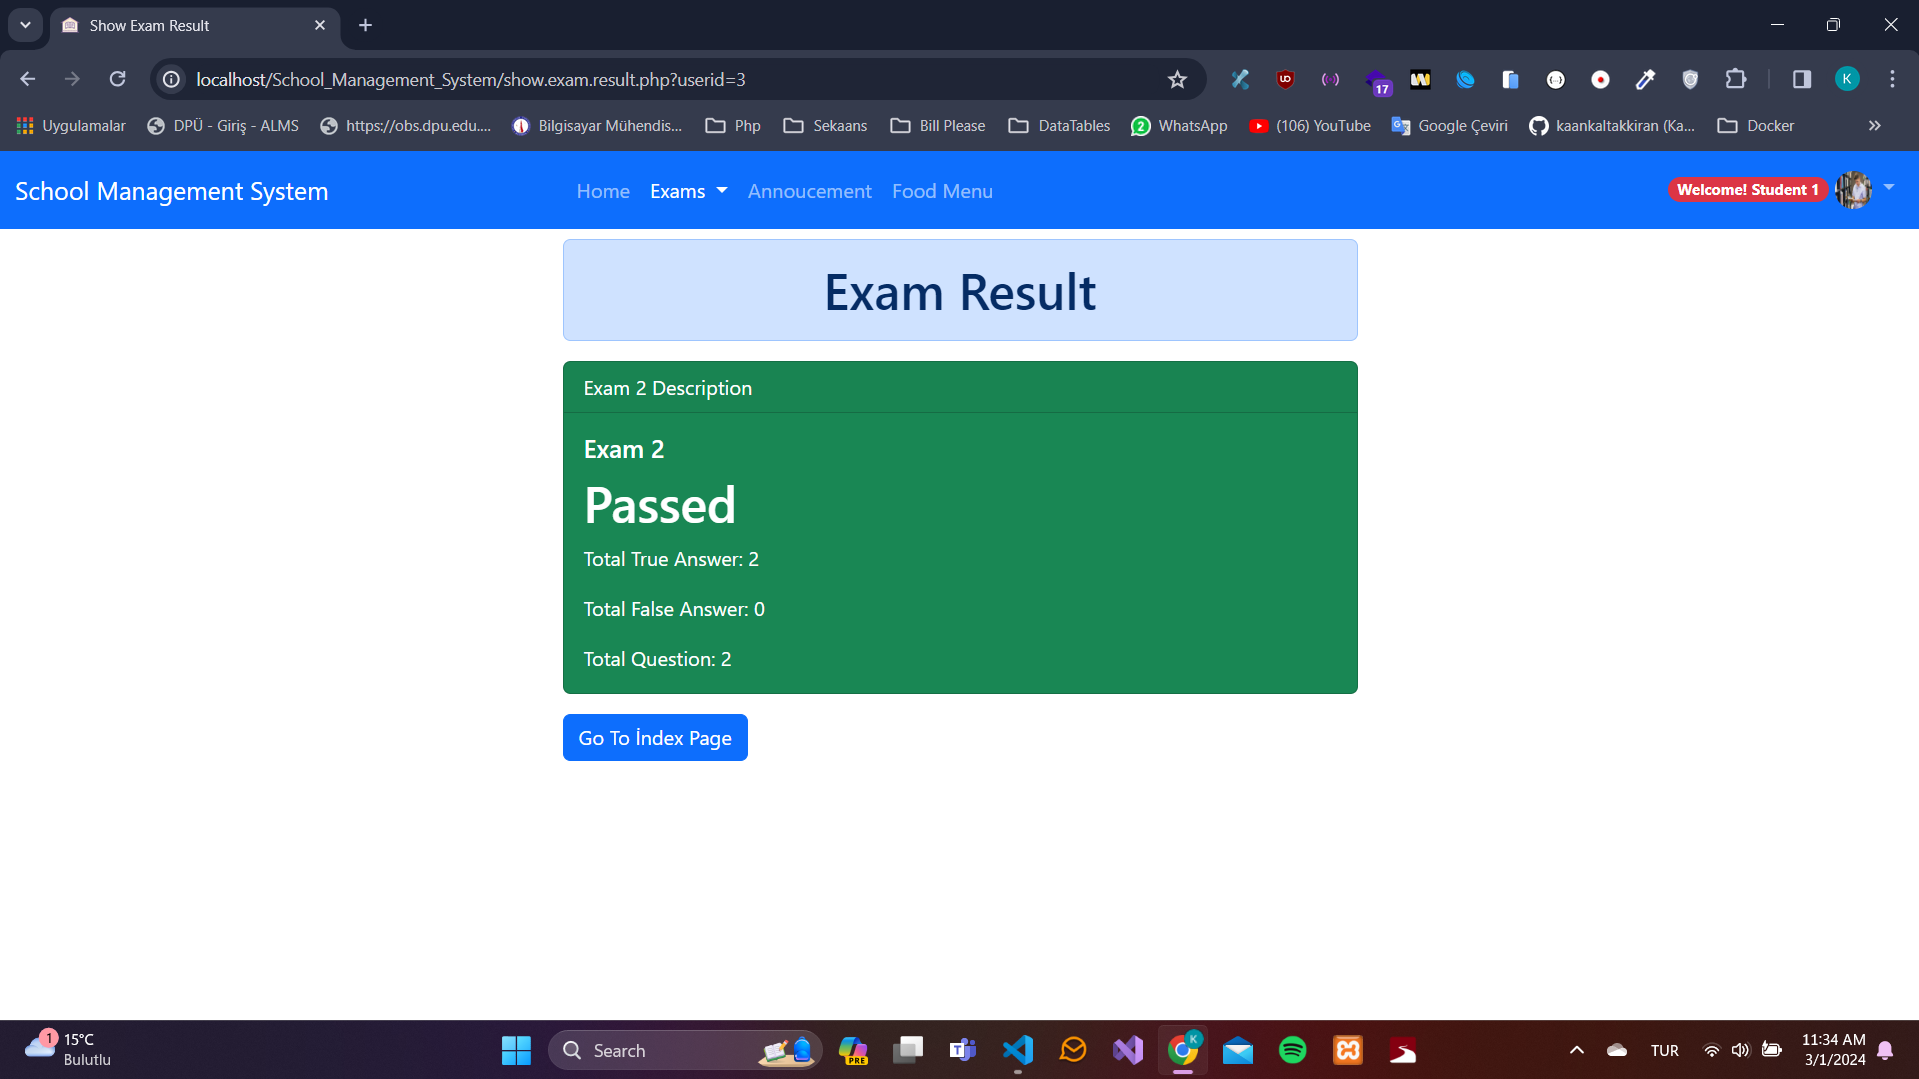 Show Exam Result
localhost/School_Management_System/show.exam.result.php?userid=3
17
K
Uygulamalar
DPÜ - Giriş - ALMS
https://obs.dpu.edu....
Bilgisayar Mühendis...
Php
Sekaans
Bill Please
DataTables
2 WhatsApp
(106) YouTube
Google Çeviri
kaankaltakkiran (Ka...
Docker
School Management System
Home
Exams
Annoucement
Food Menu
Welcome! Student 1
Exam Result
Exam 2 Description
Exam 2
Passed
Total True Answer: 2
Total False Answer: 0
Total Question: 2
Go To İndex Page
1
15°C
Bulutlu
Search
PRE
K
TUR
11:34 AM
3/1/2024